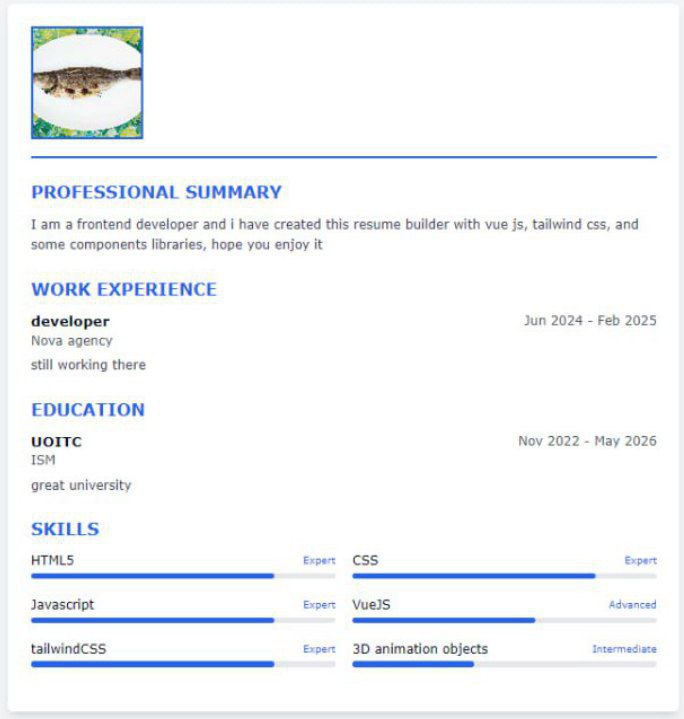 PROFESSIONAL SUMMARY
I am a frontend developer and i have created this resume builder with vue js, tailwind css, and
some components libraries, hope you enjoy it
WORK EXPERIENCE
developer Jun 2024 - Feb 2025
Nova agency
still working there
EDUCATION
UOITC Nov 2022 - May 2026
ISM
great university
SKILLS
HTML5 Expert CSS Expert
Javascript Expert VueJS Advanced
tailwindCSS Expert 3D animation objects Intermediate